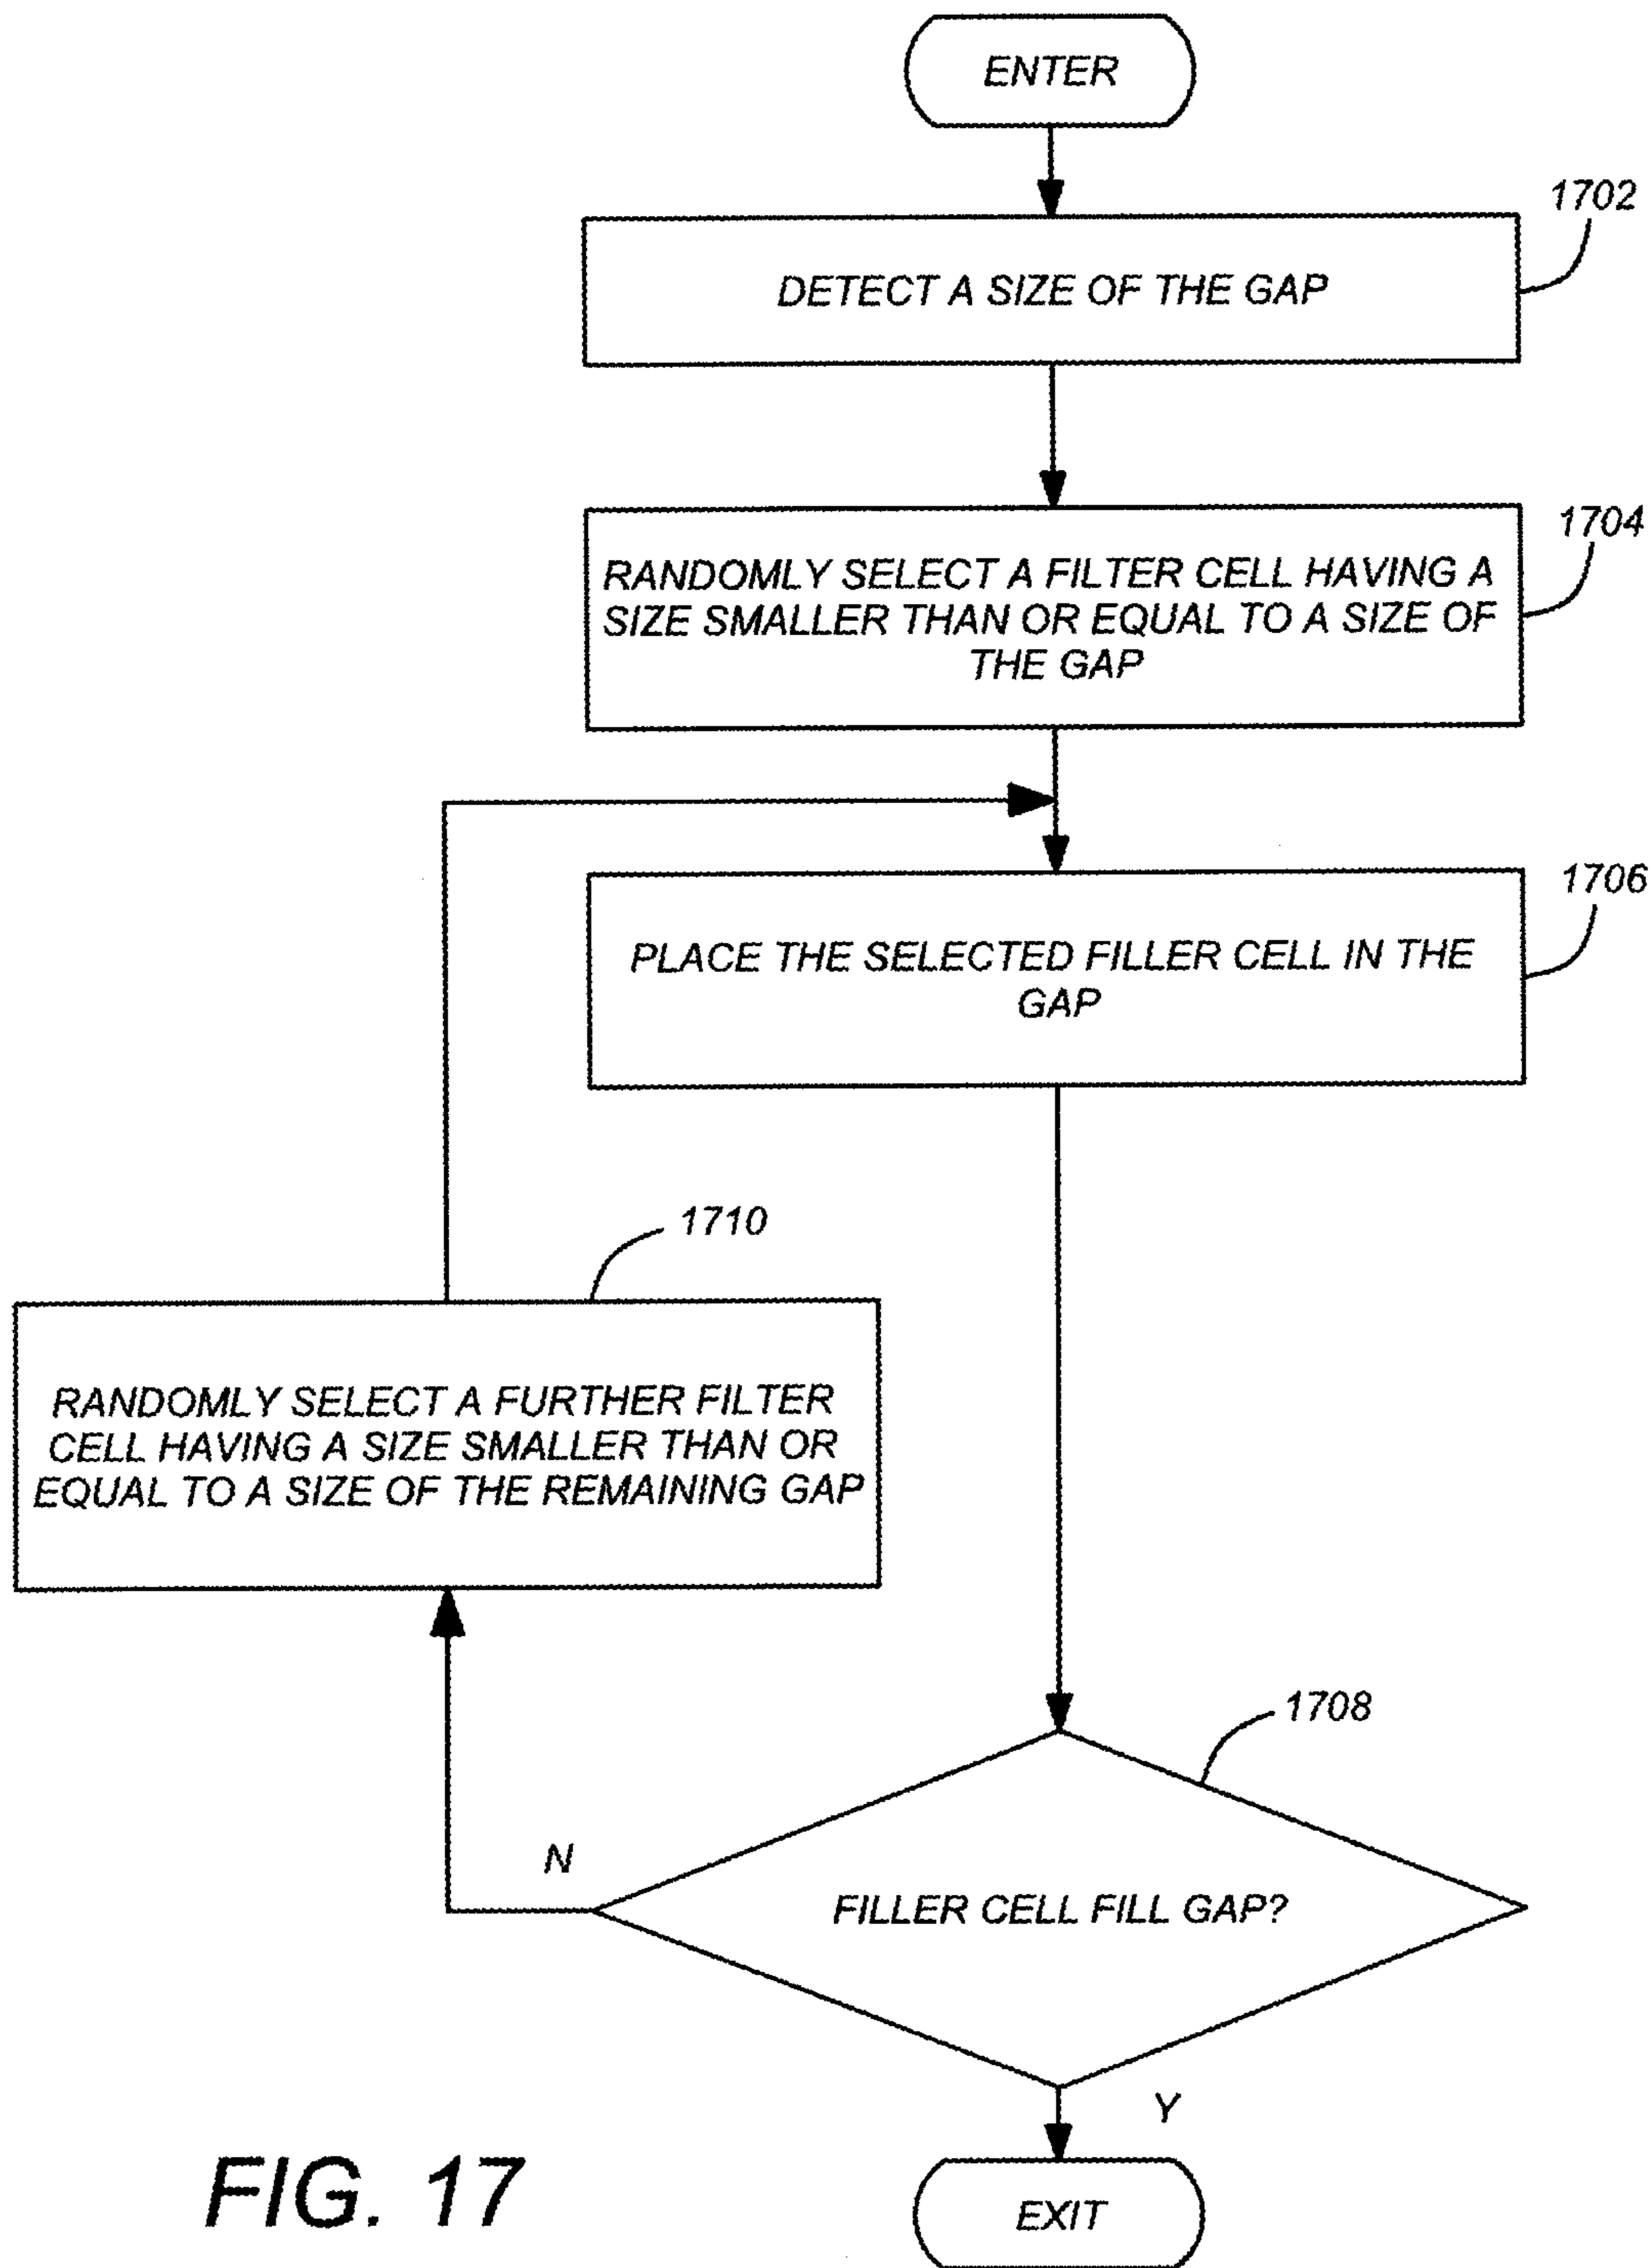 ENTER
1702
DETECT A SIZE OF THE GAP
1704
RANDOMLY SELECT A FILTER CELL HAVING A
SIZE SMALLER THAN OR EQUAL TO A SIZE OF
THE GAP
1706
PLACE THE SELECTED FILLER CELL IN THE
GAP
1710
RANDOMLY SELECT A FURTHER FILTER
CELL HAVING A SIZE SMALLER THAN OR
EQUAL TO A SIZE OF THE REMAINING GAP
1708
N
FILLER CELL FILL GAP?
Y
EXIT
FIG. 17